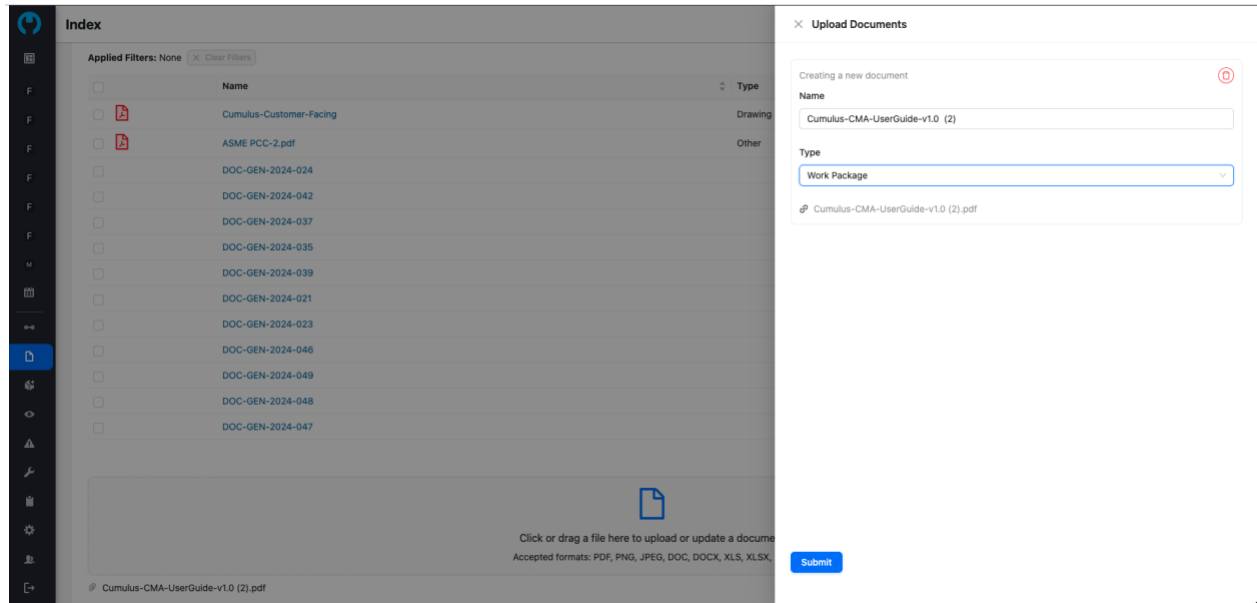 Index
Applied Filters: None
Clear Filters
Name
Type
Cumulus-Customer-Facing
Drawing
ASME PCC-2.pdf
Other
DOC-GEN-2024-024
DOC-GEN-2024-042
DOC-GEN-2024-037
DOC-GEN-2024-035
DOC-GEN-2024-039
DOC-GEN-2024-021
DOC-GEN-2024-023
DOC-GEN-2024-046
DOC-GEN-2024-049
DOC-GEN-2024-048
DOC-GEN-2024-047
Click or drag a file here to upload or update a docume
Accepted formats: PDF, PNG, JPEG, DOC, DOCX, XLS, XLSX,
Cumulus-CMA-UserGuide-v1.0 (2).pdf
F
F
F
F
F
F
M
Upload Documents
Creating a new document
Name
Cumulus-CMA-UserGuide-v1.0 (2)
Type
Work Package
Cumulus-CMA-UserGuide-v1.0 (2).pdf
Submit